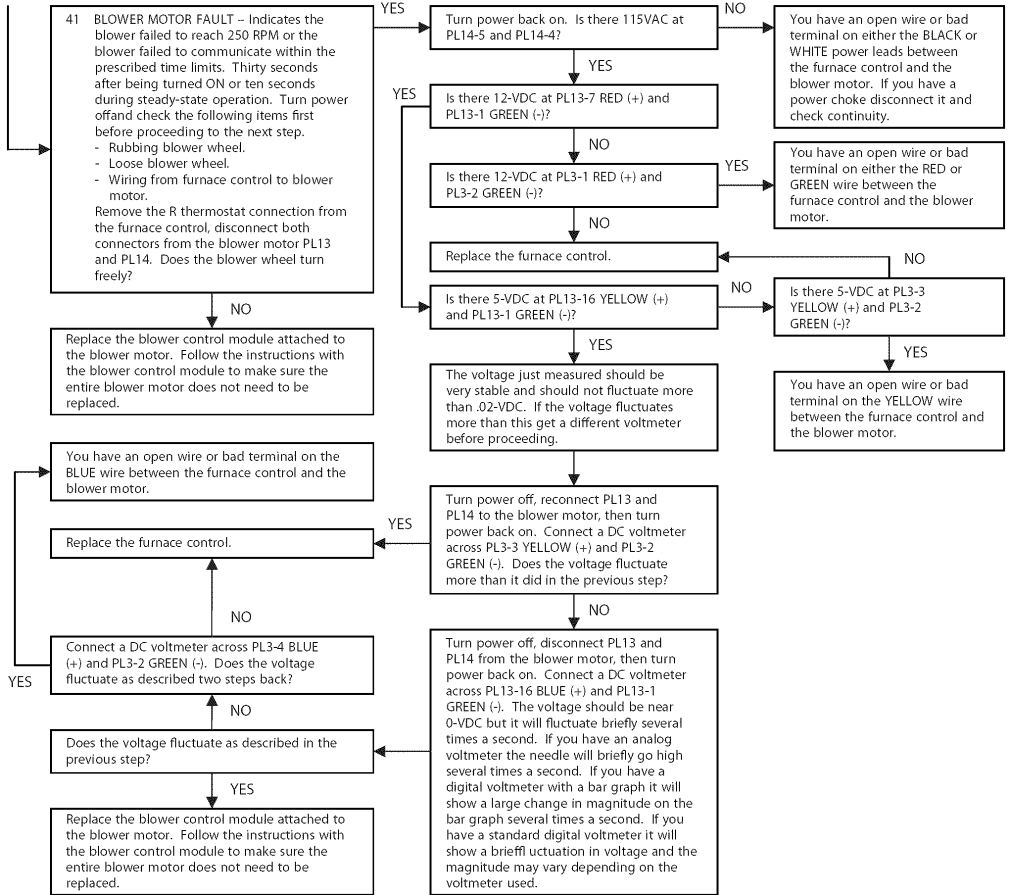 41 BLOWER MOTOR FAULT – Indicates the
blower failed to reach 250 RPM or the
blower failed to communicate within the
prescribed time limits. Thirty seconds
after being turned ON or ten seconds
during steady-state operation. Turn power
offand check the following items first
before proceeding to the next step.
- Rubbing blower wheel.
- Loose blower wheel.
- Wiring from furnace control to blower
motor.
Remove the R thermostat connection from
the furnace control, disconnect both
connectors from the blower motor PL13
and PL14. Does the blower wheel turn
freely?
YES
NO
Replace the blower control module attached to
the blower motor. Follow the instructions with
the blower control module to make sure the
entire blower motor does not need to be
replaced.
Turn power back on. Is there 115VAC at
PL14-5 and PL14-4?
NO
You have an open wire or bad
terminal on either the BLACK or
WHITE power leads between
the furnace control and the
blower motor. If you have a
power choke disconnect it and
check continuity.
YES
Is there 12-VDC at PL13-7 RED (+) and
PL13-1 GREEN (-)?
YES
NO
Is there 12-VDC at PL3-1 RED (+) and
PL3-2 GREEN (-)?
YES
You have an open wire or bad
terminal on either the RED or
GREEN wire between the
furnace control and the blower
motor.
NO
Replace the furnace control.
NO
Is there 5-VDC at PL13-16 YELLOW (+)
and PL13-1 GREEN (-)?
NO
Is there 5-VDC at PL3-3
YELLOW (+) and PL3-2
GREEN (-)?
YES
You have an open wire or bad
terminal on the YELLOW wire
between the furnace control and
the blower motor.
YES
The voltage just measured should be
very stable and should not fluctuate more
than .02-VDC. If the voltage fluctuates
more than this get a different voltmeter
before proceeding.
Turn power off, reconnect PL13 and
PL14 to the blower motor, then turn
power back on. Connect a DC voltmeter
across PL3-3 YELLOW (+) and PL3-2
GREEN (-). Does the voltage fluctuate
more than it did in the previous step?
YES
Replace the furnace control.
NO
Turn power off, disconnect PL13 and
PL14 from the blower motor, then turn
power back on. Connect a DC voltmeter
across PL13-16 BLUE (+) and PL13-1
GREEN (-). The voltage should be near
0-VDC but it will fluctuate briefly several
times a second. If you have an analog
voltmeter the needle will briefly go high
several times a second. If you have a
digital voltmeter with a bar graph it will
show a large change in magnitude on the
bar graph several times a second. If you
have a standard digital voltmeter it will
show a brieffl uctuation in voltage and the
magnitude may vary depending on the
voltmeter used.
Does the voltage fluctuate as described in the
previous step?
YES
Replace the blower control module attached to
the blower motor. Follow the instructions with
the blower control module to make sure the
entire blower motor does not need to be
replaced.
NO
Connect a DC voltmeter across PL3-4 BLUE
(+) and PL3-2 GREEN (-). Does the voltage
fluctuate as described two steps back?
NO
YES
You have an open wire or bad terminal on the
BLUE wire between the furnace control and the
blower motor.